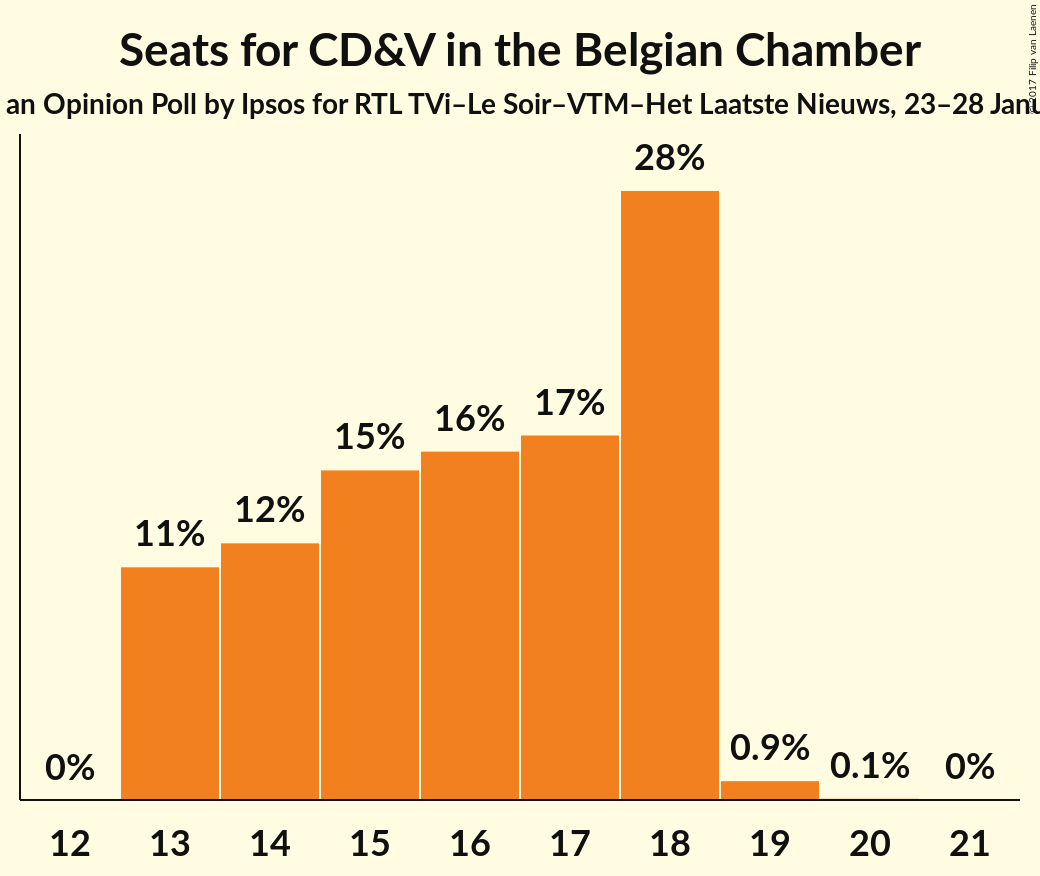 Seats for CD&V in the Belgian Chamber
an Opinion Poll by Ipsos for RTL TVi–Le Soir–VTM–Het Laatste Nieuws, 23–28 Janu
© 2017 Filip van Laenen
28%
17%
16%
15%
12%
11%
0.9%
0% 0.1% 0%
12 13 14 15 16 17 18 19 20 21